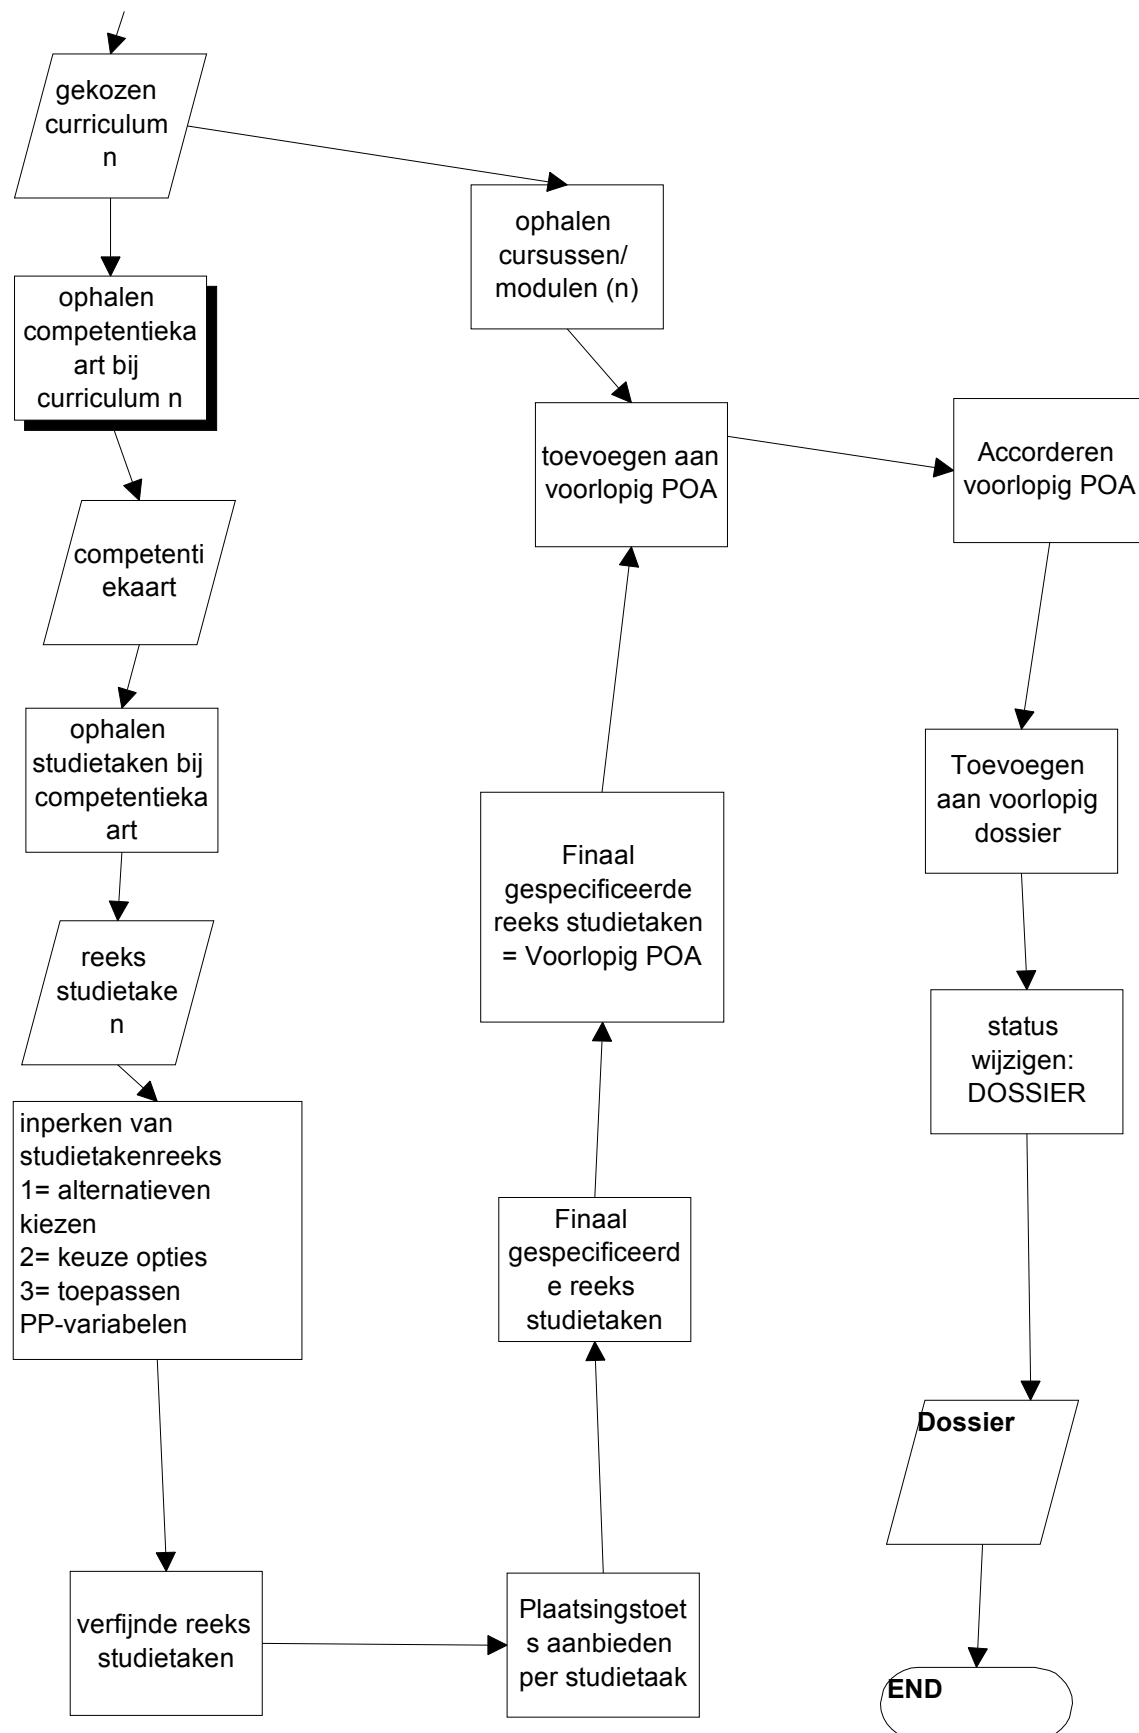 gekozen
curriculum
n
ophalen
competentieka
art bij
curriculum n
competenti
ekaart
ophalen
studietaken bij
competentieka
art
reeks
studietake
n
inperken van
studietakenreeks
1= alternatieven
kiezen
2= keuze opties
3= toepassen
PP-variabelen
verfijnde reeks
studietaken
Plaatsingstoet
s aanbieden
per studietaak
Finaal
gespecificeerd
e reeks
studietaken
Finaal
gespecificeerde
reeks studietaken
= Voorlopig POA
ophalen
cursussen/
modulen (n)
toevoegen aan
voorlopig POA
Accorderen
voorlopig POA
Toevoegen
aan voorlopig
dossier
status
wijzigen:
DOSSIER
Dossier
END